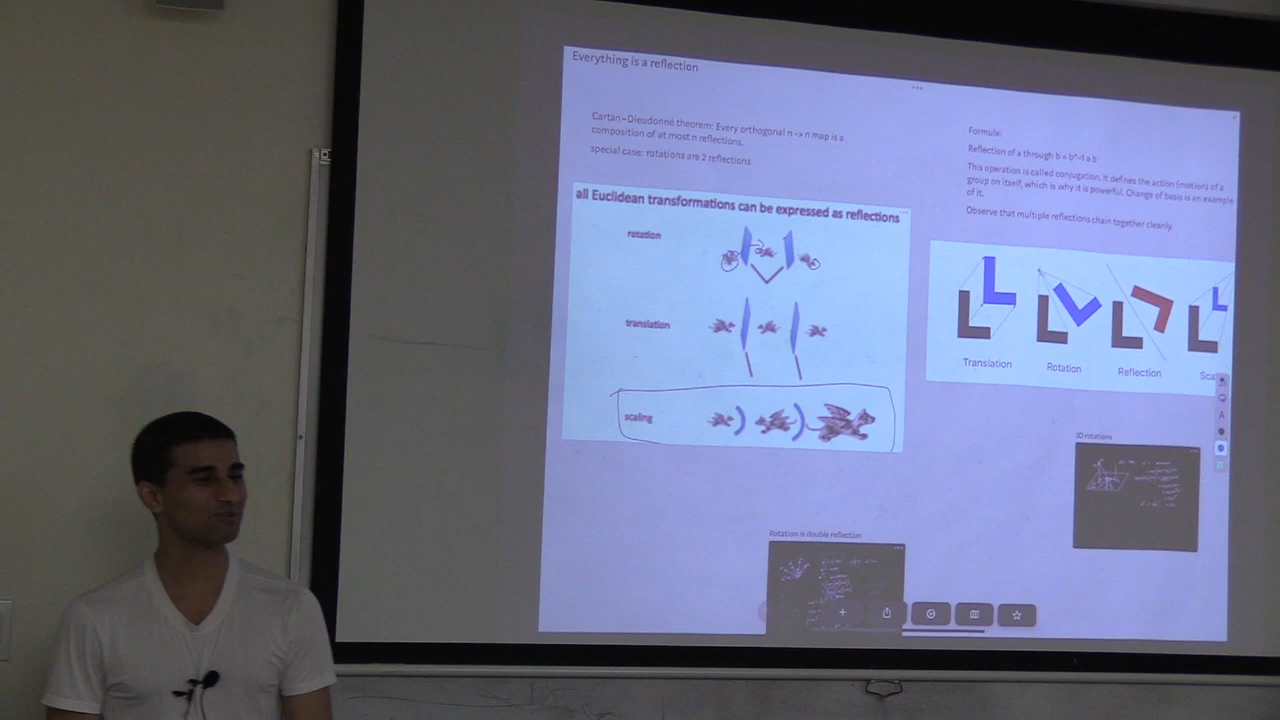 Everything is a reflection
Cartan-Dieudonné theorem: Every orthogonal n -> n map is a
composition of at most n reflections.
special case: rotations are 2 reflections
all Euclidean transformations can be expressed as reflections
rotation
translation
scaling
Formula:
Reflection of a through b = b^-1 a b
This operation is called conjugation. It defines the action (motion) of a
group on itself, which is why it is powerful. Change of basis is an example
of it.
Observe that multiple reflections chain together cleanly.
Translation
Rotation
Reflection
Sca
3D rotations
Rotation is double reflection